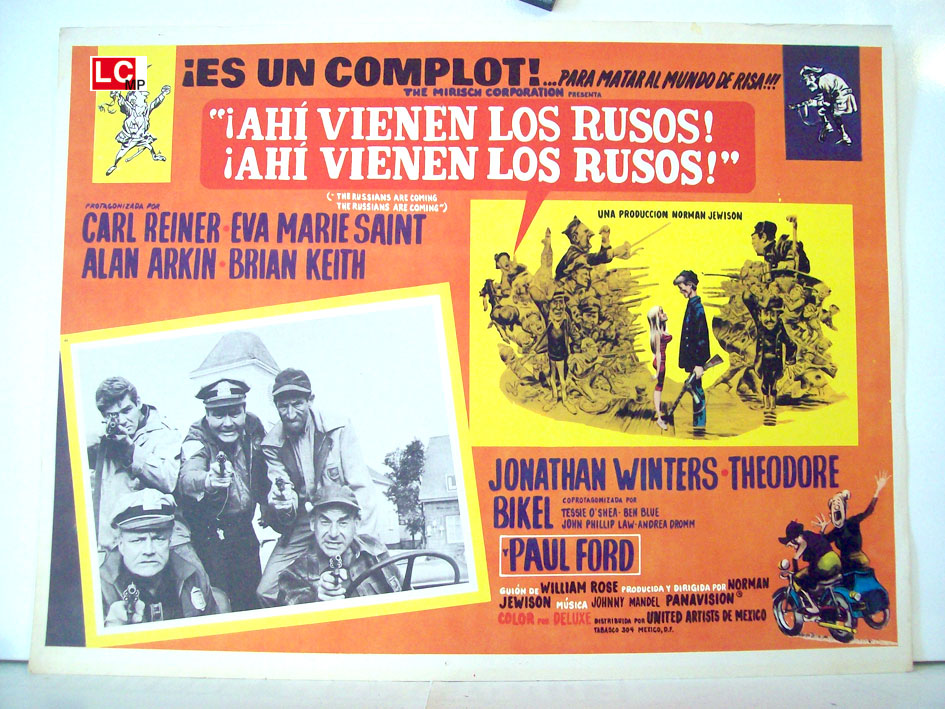 LC
MP
¡ES UN COMPLOT!...PARA MATAR AL MUNDO DE RISA!!!
THE MIRISCH CORPORATION PRESENTA
"¡AHÍ VIENEN LOS RUSOS!
¡AHÍ VIENEN LOS RUSOS!"
("THE RUSSIANS ARE COMING
THE RUSSIANS ARE COMING")
PROTAGONIZADA POR
CARL REINER·EVA MARIE SAINT
ALAN ARKIN·BRIAN KEITH
UNA PRODUCCION NORMAN JEWISON
JONATHAN WINTERS·THEODORE
BIKEL
COPROTAGONIZADA POR
TESSIE O'SHEA·BEN BLUE
JOHN PHILLIP LAW·ANDREA DROMM
Y PAUL FORD
GUIÓN DE WILLIAM ROSE PRODUCIDA Y DIRIGIDA POR NORMAN
JEWISON MÚSICA JOHNNY MANDEL PANAVISION®
COLOR POR DELUXE DISTRIBUIDA POR UNITED ARTISTS DE MEXICO
TABASCO 304 MEXICO, D.F.